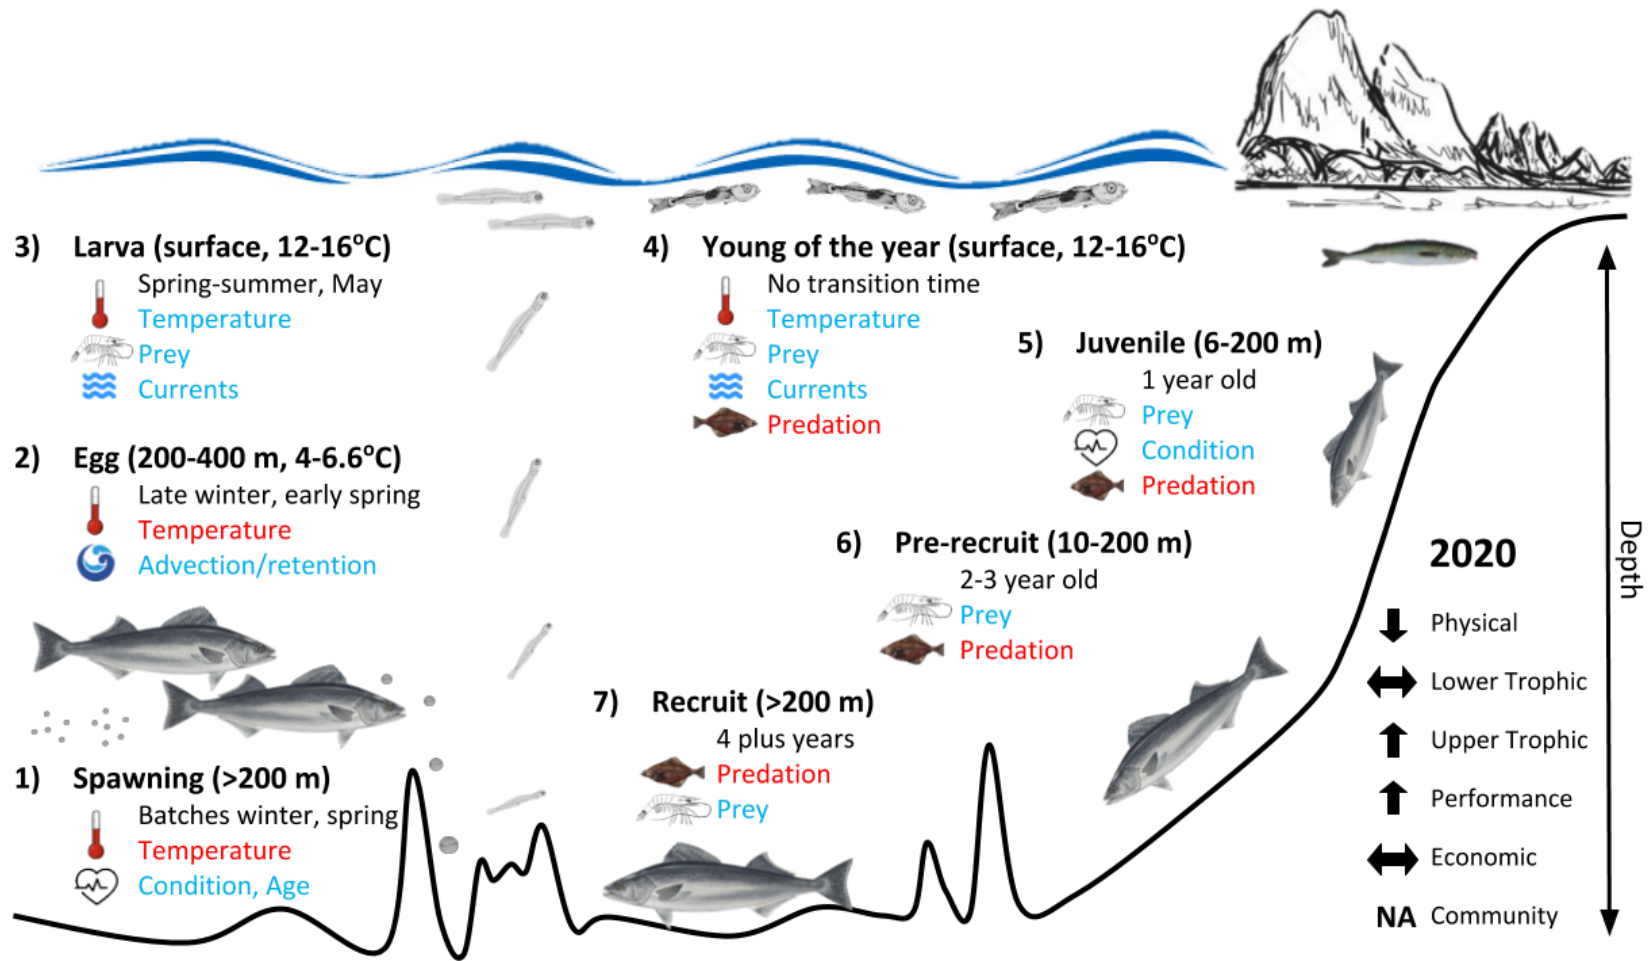 3) Larva (surface, 12-16°C)
Spring-summer, May
Temperature
Prey
Currents
4) Young of the year (surface, 12-16°C)
No transition time
Temperature
Prey
Currents
Predation
5) Juvenile (6-200 m)
1 year old
Prey
Condition
Predation
2) Egg (200-400 m, 4-6.6°C)
Late winter, early spring
Temperature
Advection/retention
6) Pre-recruit (10-200 m)
2-3 year old
Prey
Predation
7) Recruit (>200 m)
4 plus years
Predation
Prey
1) Spawning (>200 m)
Batches winter, spring
Temperature
Condition, Age
2020
Physical
Lower Trophic
Upper Trophic
Performance
Economic
NA Community
Depth